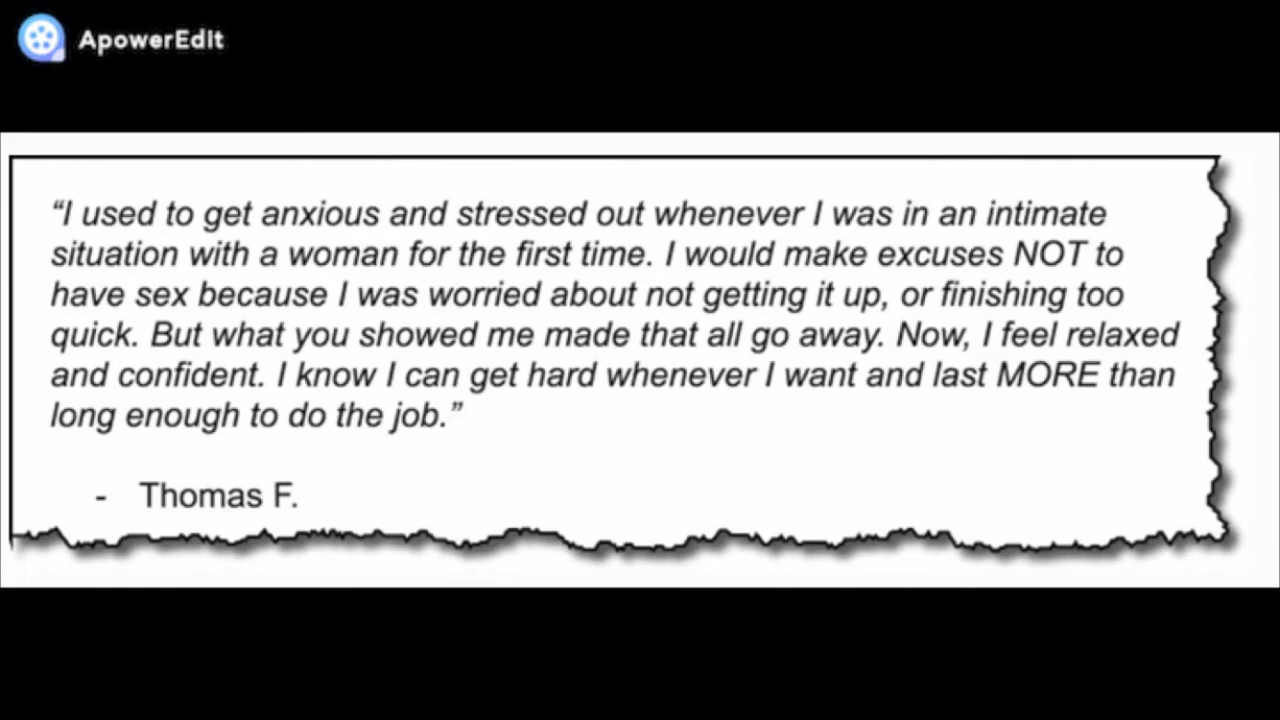 ApowerEdit
“I used to get anxious and stressed out whenever I was in an intimate
situation with a woman for the first time. I would make excuses NOT to
have sex because I was worried about not getting it up, or finishing too
quick. But what you showed me made that all go away. Now, I feel relaxed
and confident. I know I can get hard whenever I want and last MORE than
long enough to do the job.”
- Thomas F.